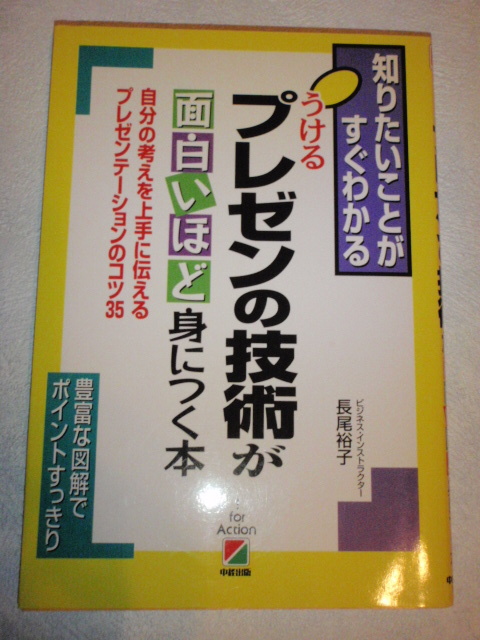 知りたいことが
すぐわかる
うける
プレゼンの技術が
面白いほど
身につく本
自分の考えを上手に伝える
プレゼンテーションのコツ35
ビジネス・インストラクター
長尾裕子
豊富な図解で
ポイントすっきり
for
Action
中経出版